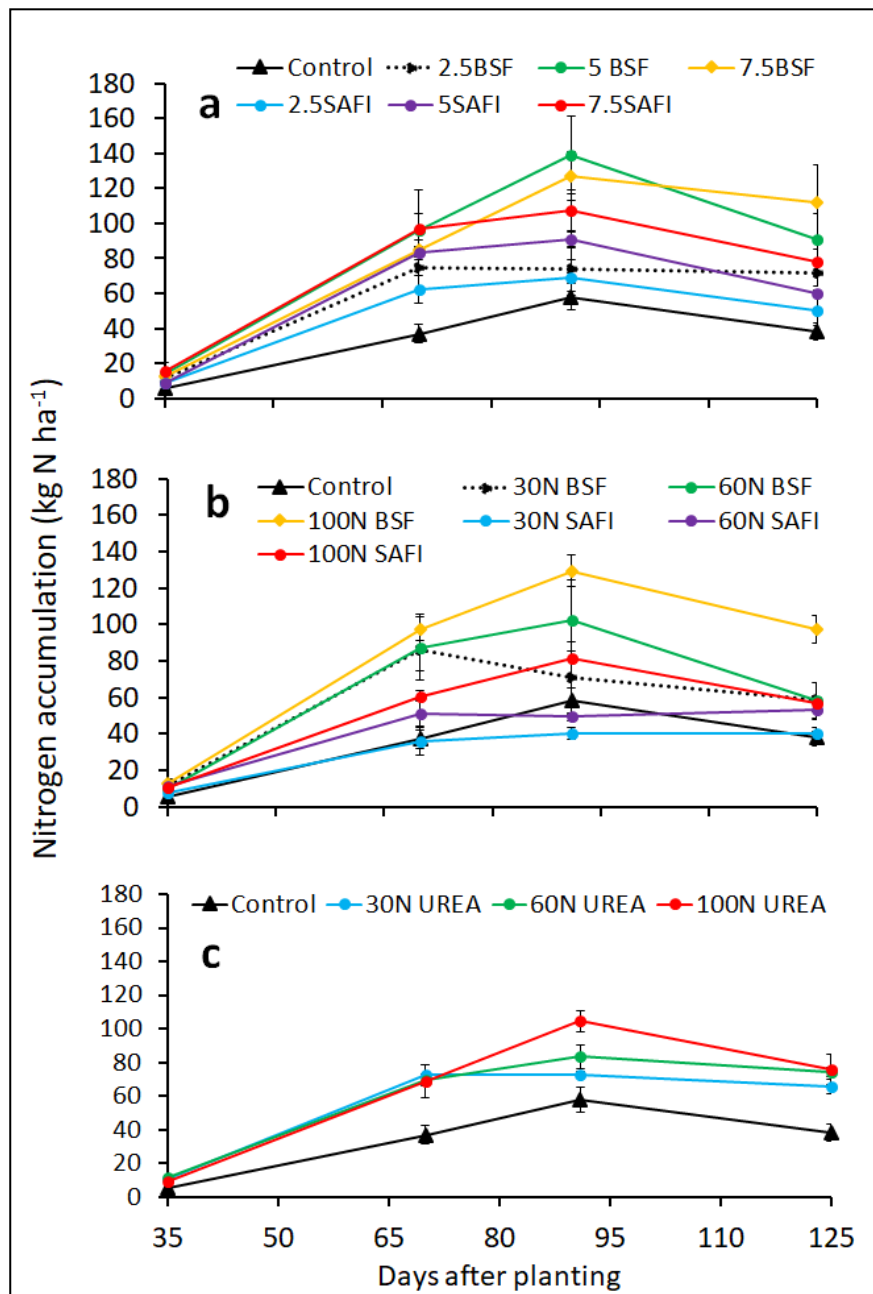 Nitrogen accumulation (kg N ha⁻¹)
Control 2.5BSF 5 BSF 7.5BSF
2.5SAFI 5SAFI 7.5SAFI
a
180
160
140
120
100
80
60
40
20
0
Control 30N BSF 60N BSF
100N BSF 30N SAFI 60N SAFI
100N SAFI
b
180
160
140
120
100
80
60
40
20
0
Control 30N UREA 60N UREA 100N UREA
c
180
160
140
120
100
80
60
40
20
0
35 65 80 95 110 125
Days after planting